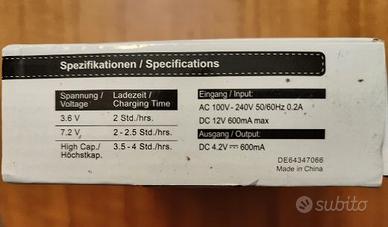 Spezifikationen / Specifications
Spannung / Voltage
Ladezeit / Charging Time
3.6 V
2 Std./hrs.
7.2 V
2 - 2.5 Std./hrs.
High Cap./ Höchstkap.
3.5 - 4 Std./hrs.
Eingang / Input:
AC 100V - 240V 50/60Hz 0.2A
DC 12V 600mA max
Ausgang / Output:
DC 4.2V ⎓ 600mA
DE64347066
Made in China
subito